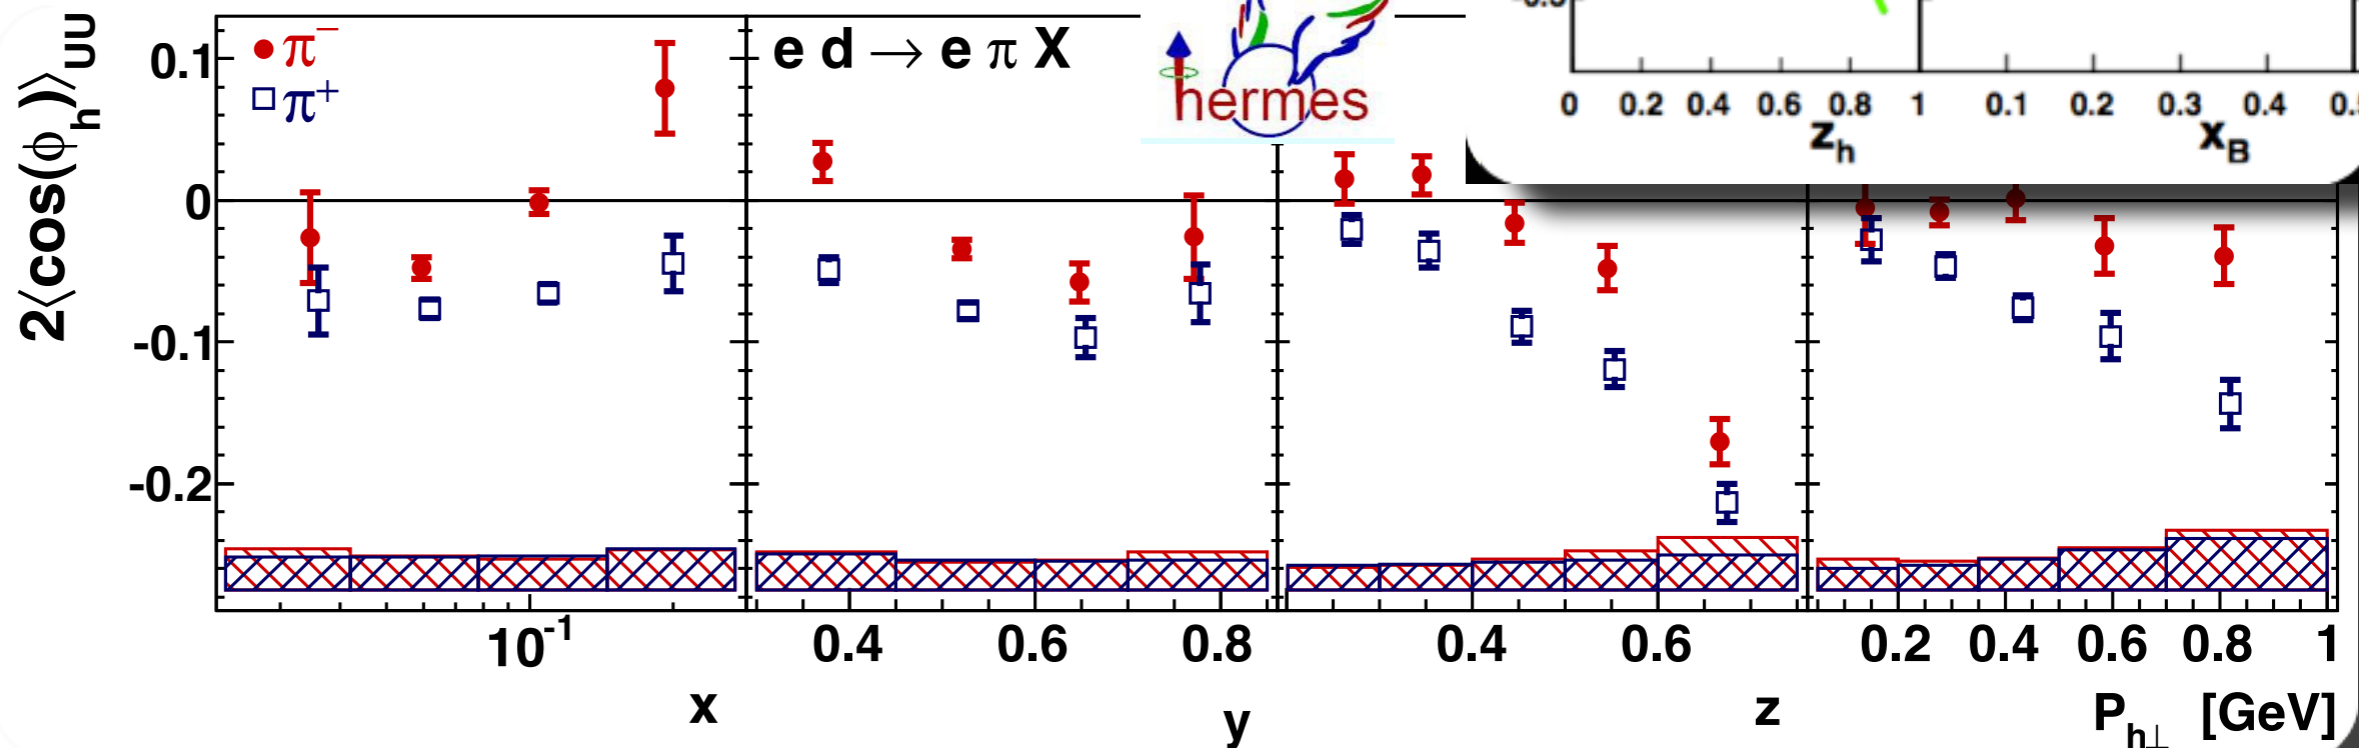 2⟨cos(ϕh)⟩UU
0.1
0
-0.1
-0.2
π−
π+
e d → e π X
hermes
0 0.2 0.4 0.6 0.8 1 0.1 0.2 0.3 0.4
zh xB
10-1 0.4 0.6 0.8 0.4 0.6 0.2 0.4 0.6 0.8 1
x y z Ph⊥ [GeV]